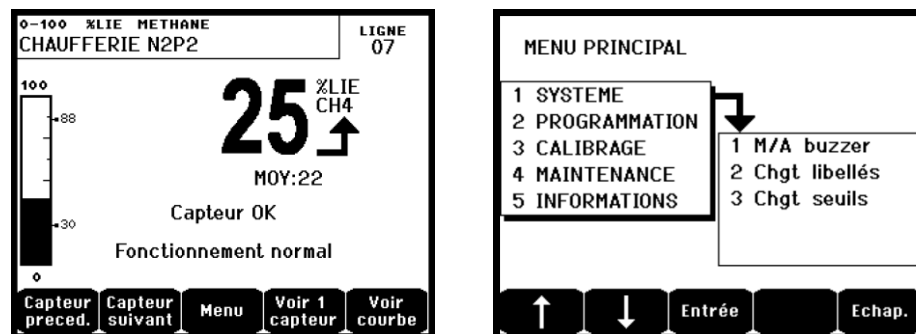 0-100 %LIE METHANE
CHAUFFERIE N2P2
LIGNE
07
100
88
30
0
25 %LIE
CH4
MOY:22
Capteur OK
Fonctionnement normal
Capteur preced.
Capteur suivant
Menu
Voir 1 capteur
Voir courbe
MENU PRINCIPAL
1 SYSTEME
2 PROGRAMMATION
3 CALIBRAGE
4 MAINTENANCE
5 INFORMATIONS
1 M/A buzzer
2 Chgt libellés
3 Chgt seuils
Entrée
Echap.